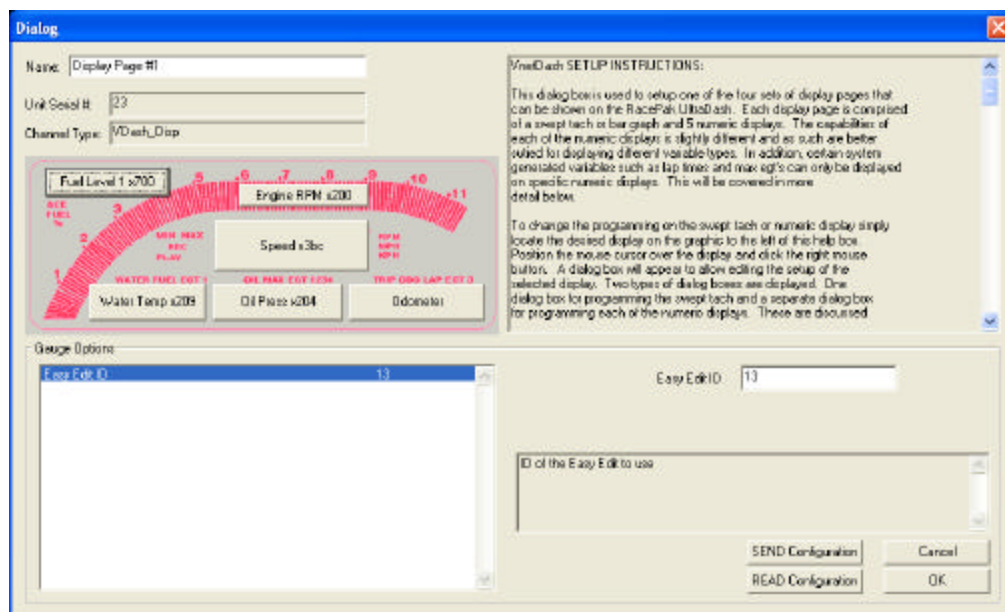 Dialog
Name: Display Page #1
Unit Serial #: 23
Channel Type: VDash_Disp
Fuel Level 1 x700
Engine RPM x200
Speed x3bc
Water Temp x209
Oil Press x204
Odometer
ACK
FUEL
%
1
2
3
.5
.6
.7
.8
.9
.10
.11
MIN MAX
REC
PLAY
RPM
MPH
KPH
WATER FUEL EGT
OIL MAX EGT 1234
TRIP ODO LAP EGT 3
VnetDash SETUP INSTRUCTIONS:
This dialog box is used to setup one of the four sets of display pages that
can be shown on the RacePak UltraDash. Each display page is comprised
of a swept tach or bar graph and 5 numeric displays. The capabilities of
each of the numeric displays is slightly different and as such are better
suited for displaying different variable types. In addition, certain system
generated variables such as lap times and max egt's can only be displayed
on specific numeric displays. This will be covered in more
detail below.
To change the programming on the swept tach or numeric display simply
locate the desired display on the graphic to the left of this help box.
Position the mouse cursor over the display and click the right mouse
button. A dialog box will appear to allow editing the setup of the
selected display. Two types of dialog boxes are displayed. One
dialog box for programming the swept tach and a separate dialog box
for programming each of the numeric displays. These are discussed
Gauge Options
Easy Edit ID 13
Easy Edit ID 13
ID of the Easy Edit to use
SEND Configuration
Cancel
READ Configuration
OK